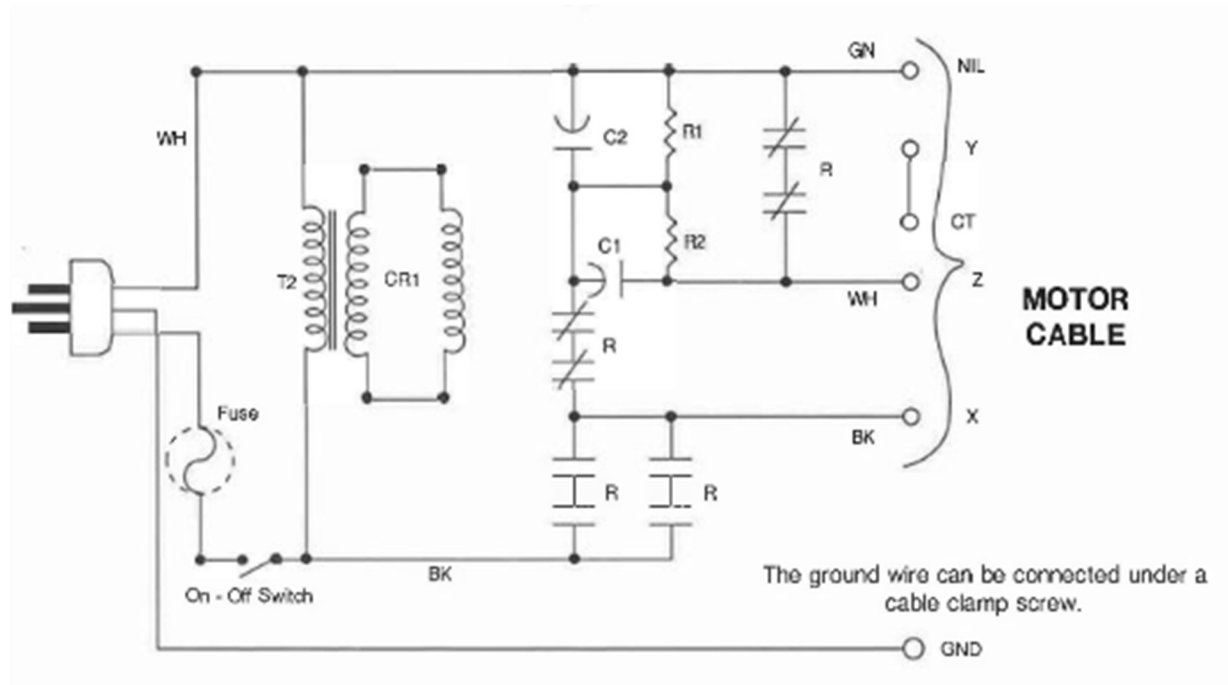 GN
NIL
WH
C2
R1
R
Y
CT
T2
CR1
C1
R2
WH
Z
MOTOR
CABLE
R
Fuse
BK
X
R
R
On - Off Switch
BK
The ground wire can be connected under a
cable clamp screw.
GND